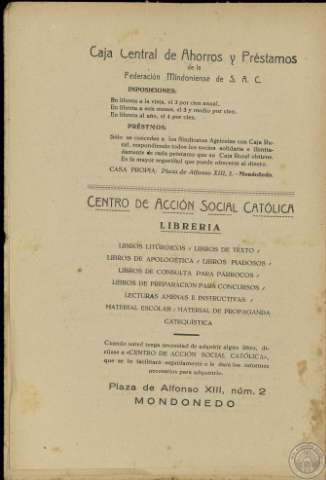 Caja Central de Ahorros y Préstamos
de la
Federación Mindoniense de S. A. C.
IMPOSICIONES:
En libreta a la vista, el 3 por cien anual.
En libreta a seis meses, el 3 y medio por cien.
En libreta al año, el 4 por cien.
PRÉSTMOS:
Sólo se conceden a los Sindicatos Agrícolas con Caja Ru-
ral, respondiendo todos los socios solidaria e ilimita-
damente de cada préstamo que su Caja Rural obtiene.
Es la mayor seguridad que puede ofrecerse al dinero.
CASA PROPIA: Plaza de Alfonso XIII, 2.-Mondoñedo.
CENTRO DE ACCIÓN SOCIAL CATÓLICA
LIBRERIA
LIBROS LITÚRGICOS / LIBROS DE TEXTO /
LIBROS DE APOLOGÉTICA / LIBROS PIADOSOS /
LIBROS DE CONSULTA PARA PÁRROCOS /
LIBROS DE PREPARACIÓN PARA CONCURSOS /
LECTURAS AMENAS E INSTRUCTIVAS /
MATERIAL ESCOLAR / MATERIAL DE PROPAGANDA
CATEQUÍSTICA
Cuando usted tenga necesidad de adquirir algún libro, di-
ríjase a «CENTRO DE ACCIÓN SOCIAL CATÓLICA»,
que se lo facilitará seguidamente o le dará los informes
necesarios para adquirirlo.
Plaza de Alfonso XIII, núm. 2
MONDOÑEDO